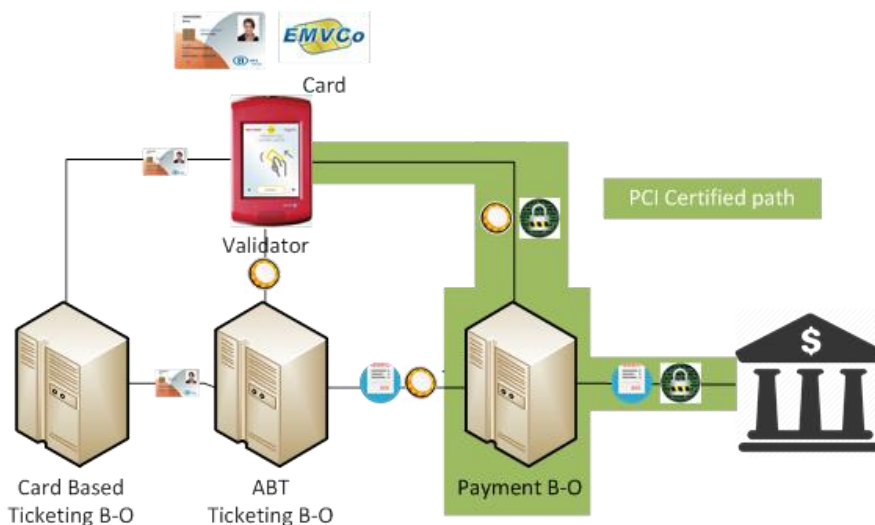 EMVCo
Card
PCI Certified path
Validator
$
Card Based
Ticketing B-O
ABT
Ticketing B-O
Payment B-O